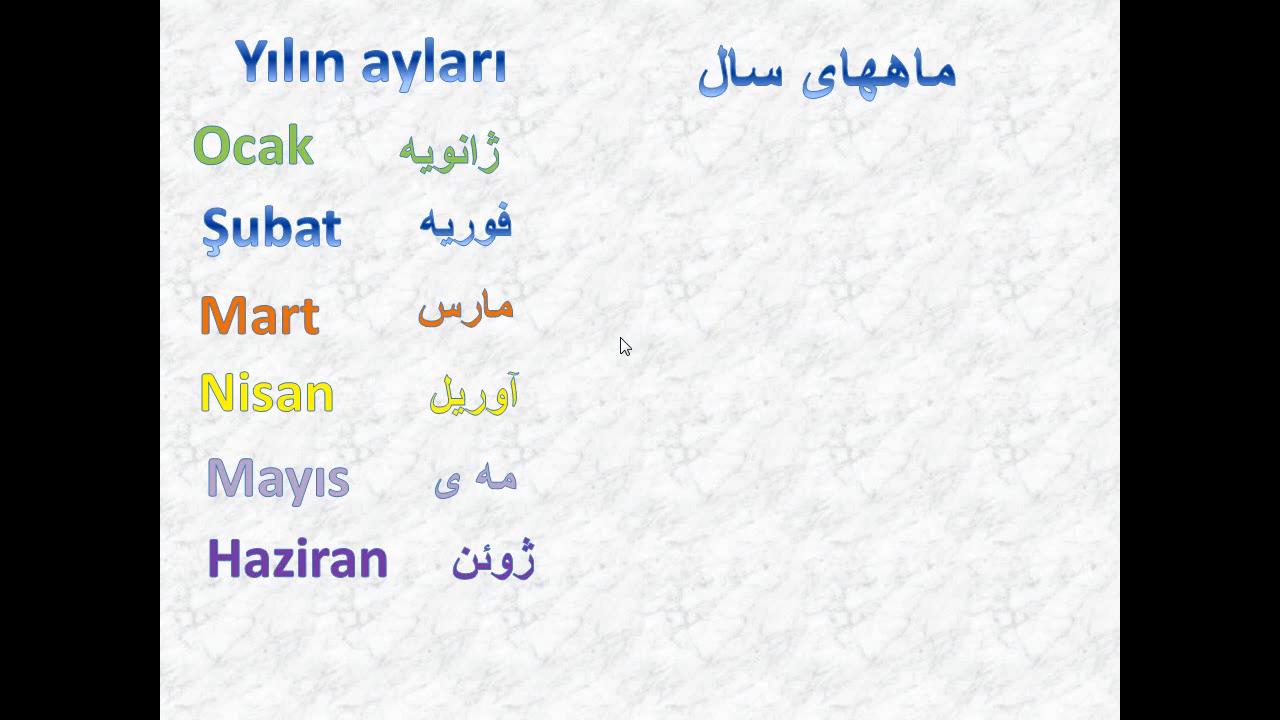 Yılın ayları ماههای سال
Ocak ژانویه
Şubat فوریه
Mart مارس
Nisan آوریل
Mayıs مه ی
Haziran ژوئن